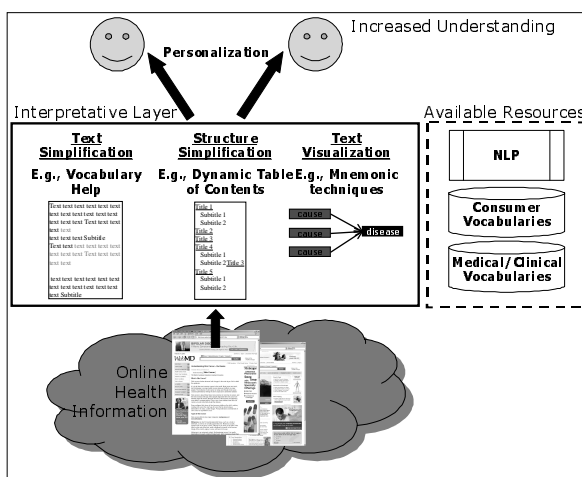 Increased Understanding
Personalization
Interpretative Layer
Available Resources
Text
Simplification
E.g., Vocabulary
Help
Text text text text text text
text text text text text text
text text text Text text text
text text
text text text Subtitle
Text text text text text text
text text text Text text text
text text
text text text text text text
text text text text text text
text Subtitle
Structure
Simplification
E.g., Dynamic Table
of Contents
Title 1
Subtitle 1
Subtitle 2
Title 2
Title 3
Title 4
Subtitle 1
Subtitle 2 Title 3
Title 5
Subtitle 1
Subtitle 2
Text
Visualization
E.g., Mnemonic
techniques
cause
cause
cause
disease
NLP
Consumer
Vocabularies
Medical/Clinical
Vocabularies
Online
Health
Information
WebMD